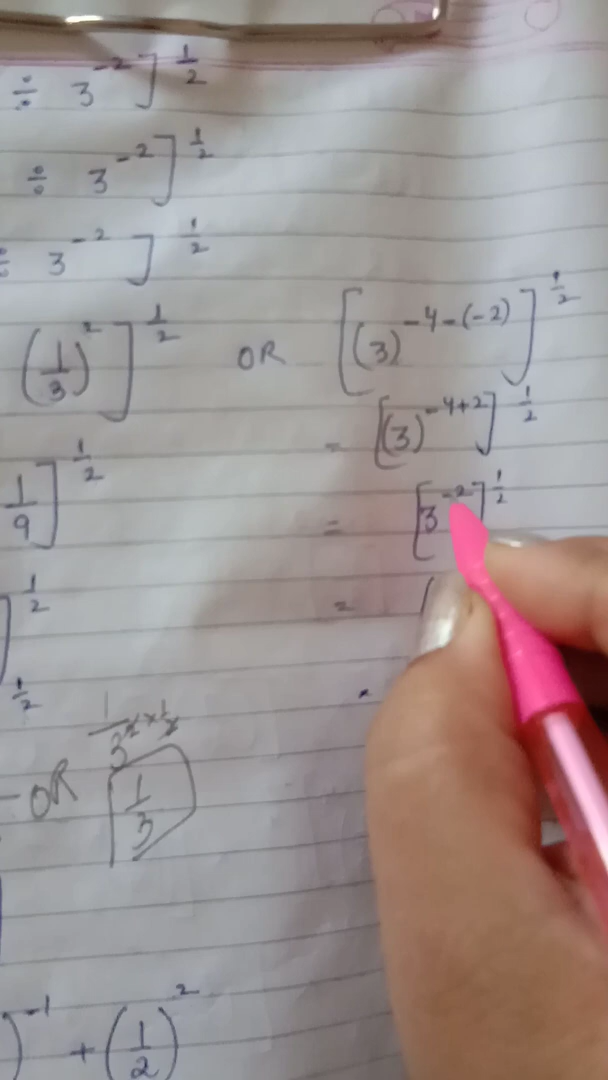 ÷ 3^-2]^1/2
÷ 3^-2]^1/2
÷ 3^-2]^1/2
(1/3)^2]^1/2 OR [(3)^-4-(-2)]^1/2
1/9]^1/2 = [(3)^-4+2]^1/2
= [3^-2]^1/2
]^1/2 = (
1/2
1/3^2×1/2
OR 1/3
)^-1 + (1/2)^2